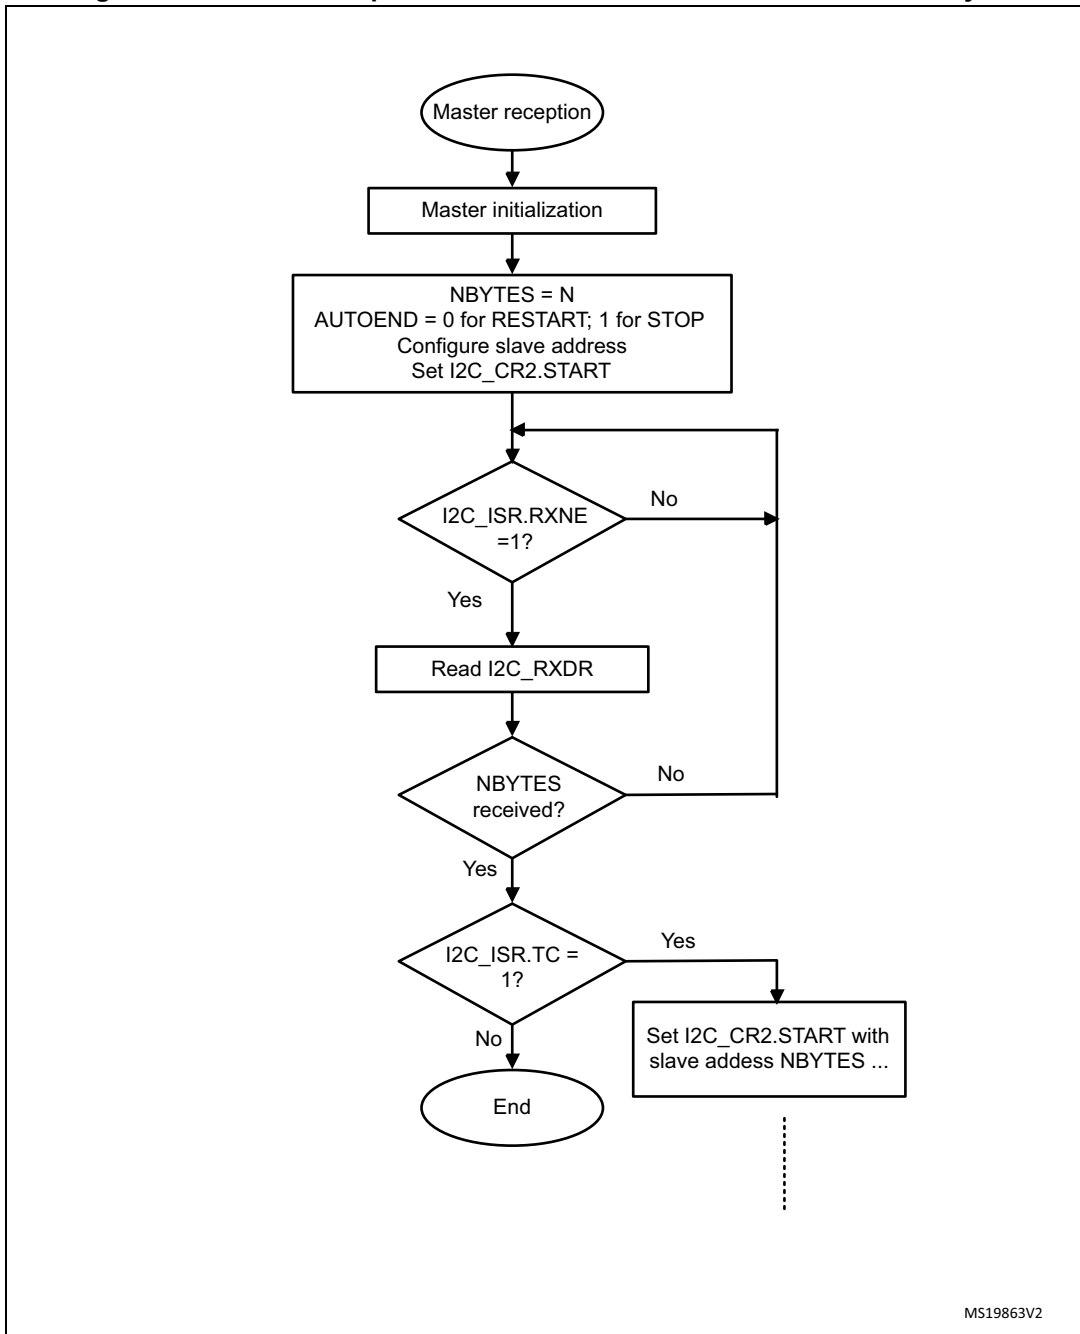 Master reception
Master initialization
NBYTES = N
AUTOEND = 0 for RESTART; 1 for STOP
Configure slave address
Set I2C_CR2.START
I2C_ISR.RXNE
=1?
No
Yes
Read I2C_RXDR
NBYTES
received?
No
Yes
I2C_ISR.TC =
1?
Yes
No
Set I2C_CR2.START with
slave addess NBYTES ...
End
MS19863V2